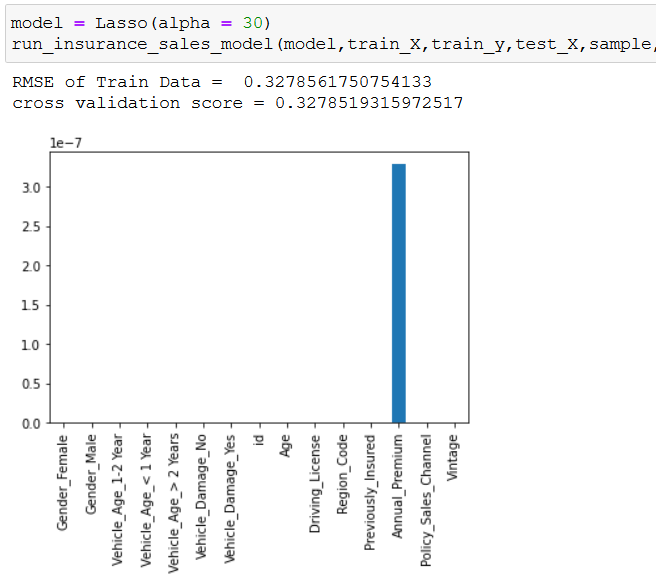 model = Lasso(alpha = 30)
run_insurance_sales_model(model,train_X,train_y,test_X,sample,
RMSE of Train Data =  0.3278561750754133
cross validation score = 0.3278519315972517
1e−7
3.0
2.5
2.0
1.5
1.0
0.5
0.0
Gender_Female
Gender_Male
Vehicle_Age_1-2 Year
Vehicle_Age_< 1 Year
Vehicle_Age_> 2 Years
Vehicle_Damage_No
Vehicle_Damage_Yes
id
Age
Driving_License
Region_Code
Previously_Insured
Annual_Premium
Policy_Sales_Channel
Vintage